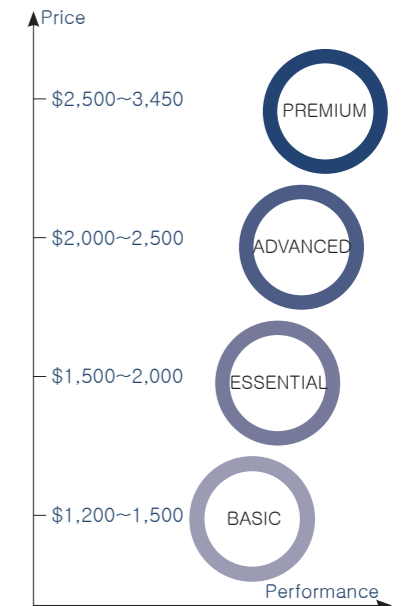 Price
$2,500~3,450
PREMIUM
$2,000~2,500
ADVANCED
$1,500~2,000
ESSENTIAL
$1,200~1,500
BASIC
Performance